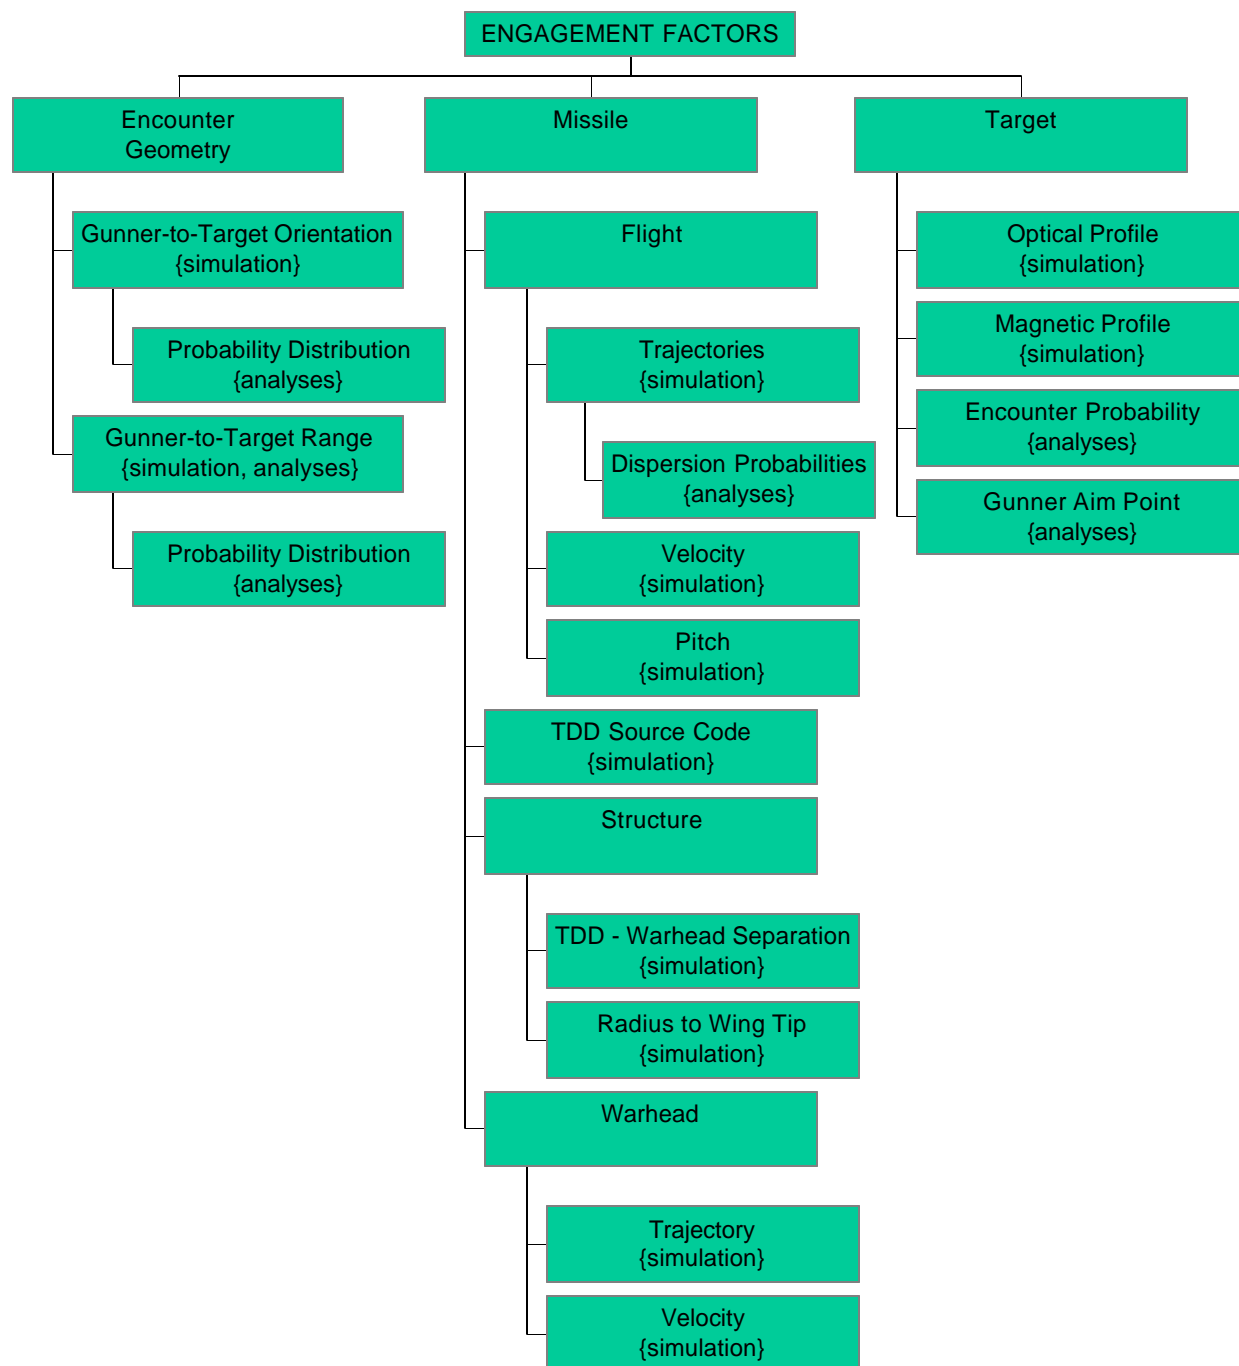 ENGAGEMENT FACTORS
Encounter
Geometry
Gunner-to-Target Orientation
{simulation}
Probability Distribution
{analyses}
Gunner-to-Target Range
{simulation, analyses}
Probability Distribution
{analyses}
Missile
Flight
Trajectories
{simulation}
Dispersion Probabilities
{analyses}
Velocity
{simulation}
Pitch
{simulation}
TDD Source Code
{simulation}
Structure
TDD - Warhead Separation
{simulation}
Radius to Wing Tip
{simulation}
Warhead
Trajectory
{simulation}
Velocity
{simulation}
Target
Optical Profile
{simulation}
Magnetic Profile
{simulation}
Encounter Probability
{analyses}
Gunner Aim Point
{analyses}